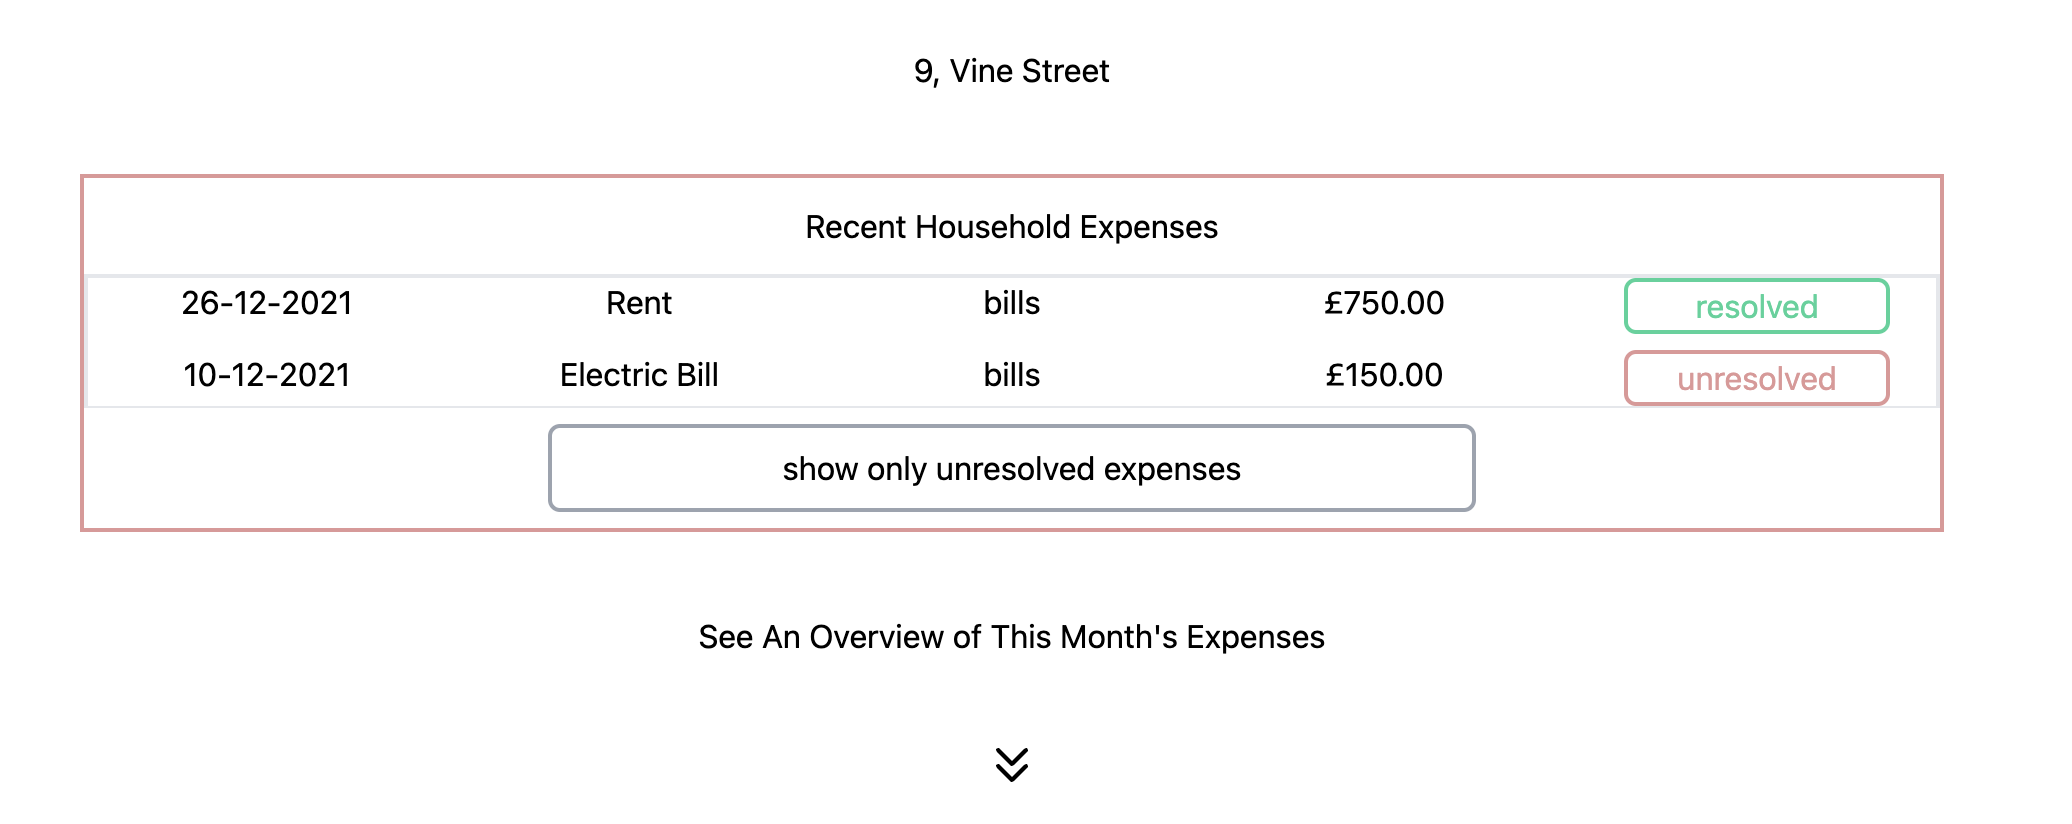 9, Vine Street
Recent Household Expenses
26-12-2021 Rent bills £750.00 resolved
10-12-2021 Electric Bill bills £150.00 unresolved
show only unresolved expenses
See An Overview of This Month's Expenses